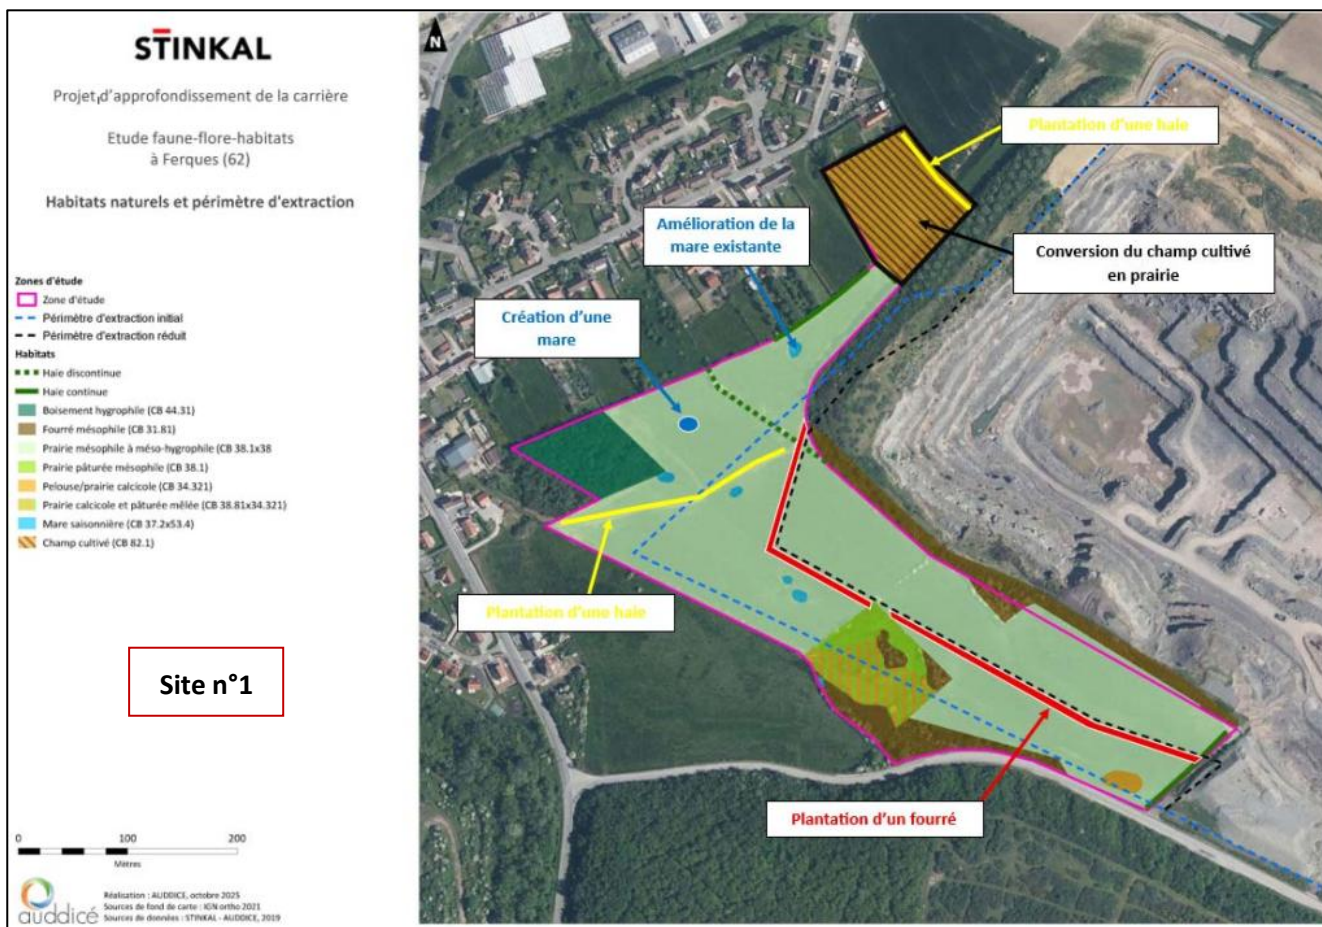 STINKAL
Projet d'approfondissement de la carrière
Etude faune-flore-habitats
à Ferques (62)
Habitats naturels et périmètre d'extraction
Zones d'étude
Zone d'étude
Périmètre d'extraction initial
Périmètre d'extraction réduit
Habitats
Haie discontinue
Haie continue
Boisement hygrophile (CB 44.31)
Fourré mésophile (CB 31.81)
Prairie mésophile à méso-hygrophile (CB 38.1x38
Prairie pâturée mésophile (CB 38.1)
Pelouse/prairie calcicole (CB 34.321)
Prairie calcicole et pâturée mêlée (CB 38.81x34.321)
Mare saisonnière (CB 37.2x53.4)
Champ cultivé (CB 82.1)
Site n°1
0 100 200
Mètres
auddicé
Réalisation : AUDDICE, octobre 2025
Sources de fond de carte : IGN ortho 2021
Sources de données : STINKAL - AUDDICE, 2019
N
Plantation d'une haie
Amélioration de la
mare existante
Conversion du champ cultivé
en prairie
Création d'une
mare
Plantation d'une haie
Plantation d'un fourré